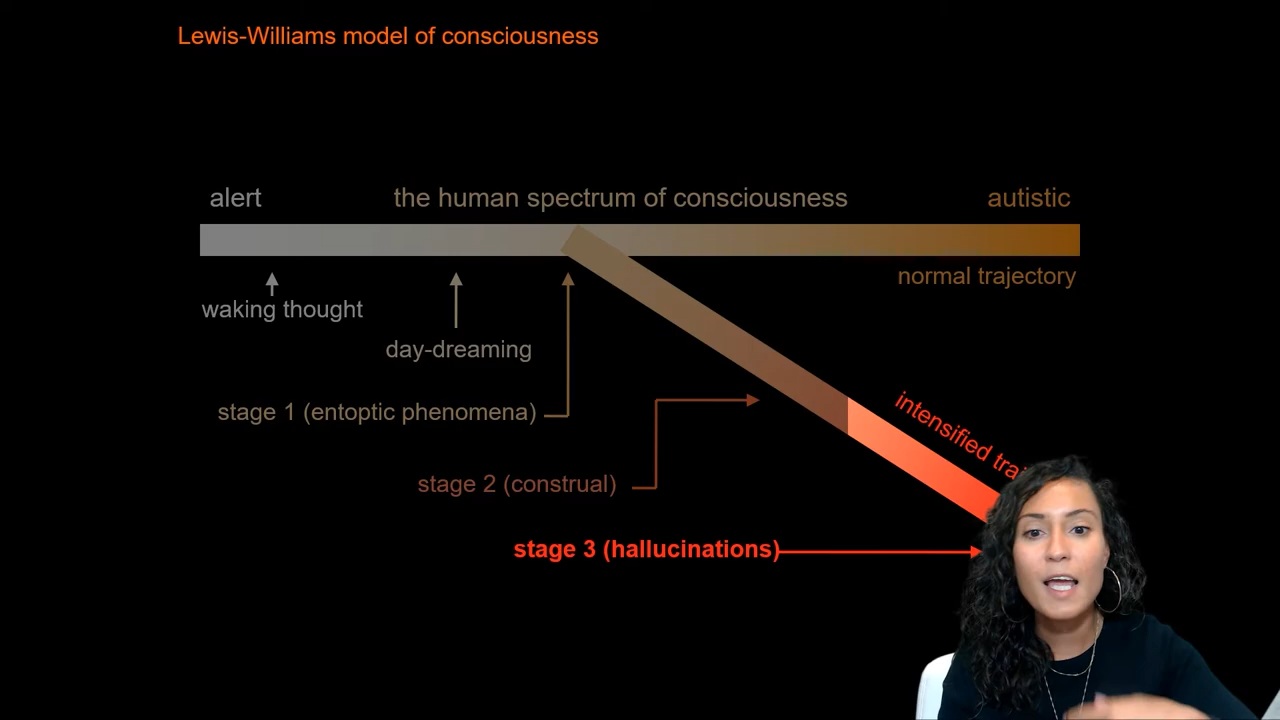 Lewis-Williams model of consciousness
alert
the human spectrum of consciousness
autistic
normal trajectory
waking thought
day-dreaming
stage 1 (entoptic phenomena)
intensified
stage 2 (construal)
stage 3 (hallucinations)